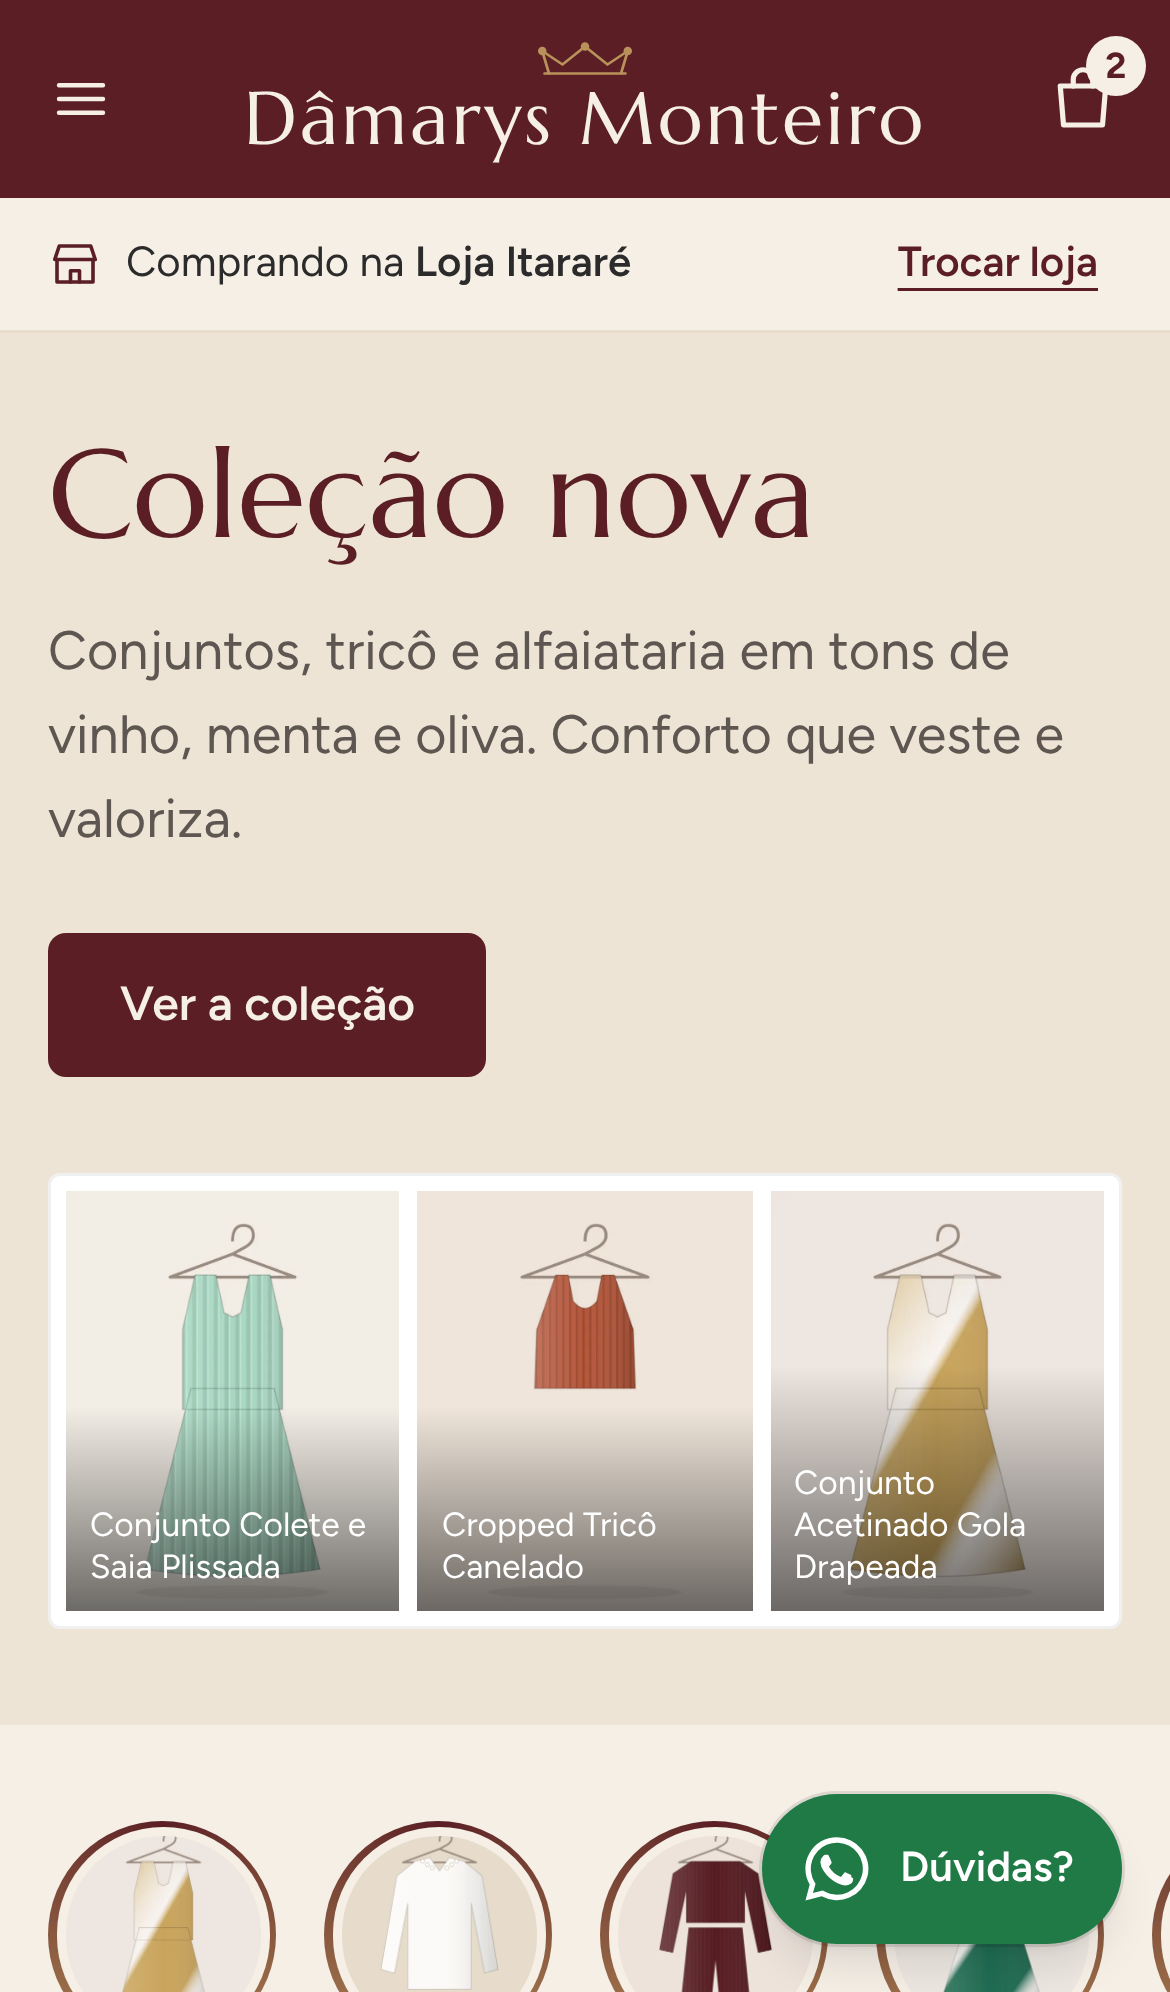 Dâmarys Monteiro
2
Comprando na Loja Itararé
Trocar loja
Coleção nova
Conjuntos, tricô e alfaiataria em tons de
vinho, menta e oliva. Conforto que veste e
valoriza.
Ver a coleção
Conjunto Colete e
Saia Plissada
Cropped Tricô
Canelado
Conjunto
Acetinado Gola
Drapeada
Dúvidas?